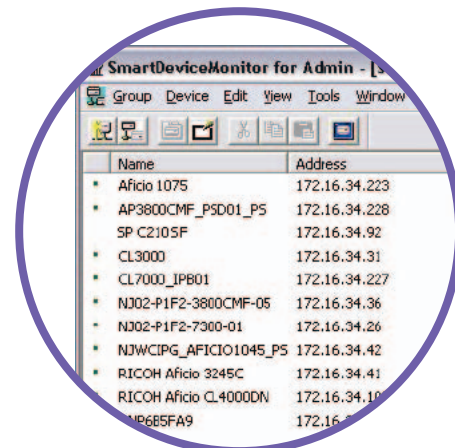 SmartDeviceMonitor for Admin - [
Group Device Edit View Tools Window
Name Address
Aficio 1075 172.16.34.223
AP3800CMF_PSD01_PS 172.16.34.228
SP C210SF 172.16.34.92
CL3000 172.16.34.31
CL7000_IPB01 172.16.34.227
NJ02-P1F2-3800CMF-05 172.16.34.36
NJ02-P1F2-7300-01 172.16.34.26
NJWCIPG_AFICIO1045_PS 172.16.34.42
RICOH Aficio 3245C 172.16.34.41
RICOH Aficio CL4000DN